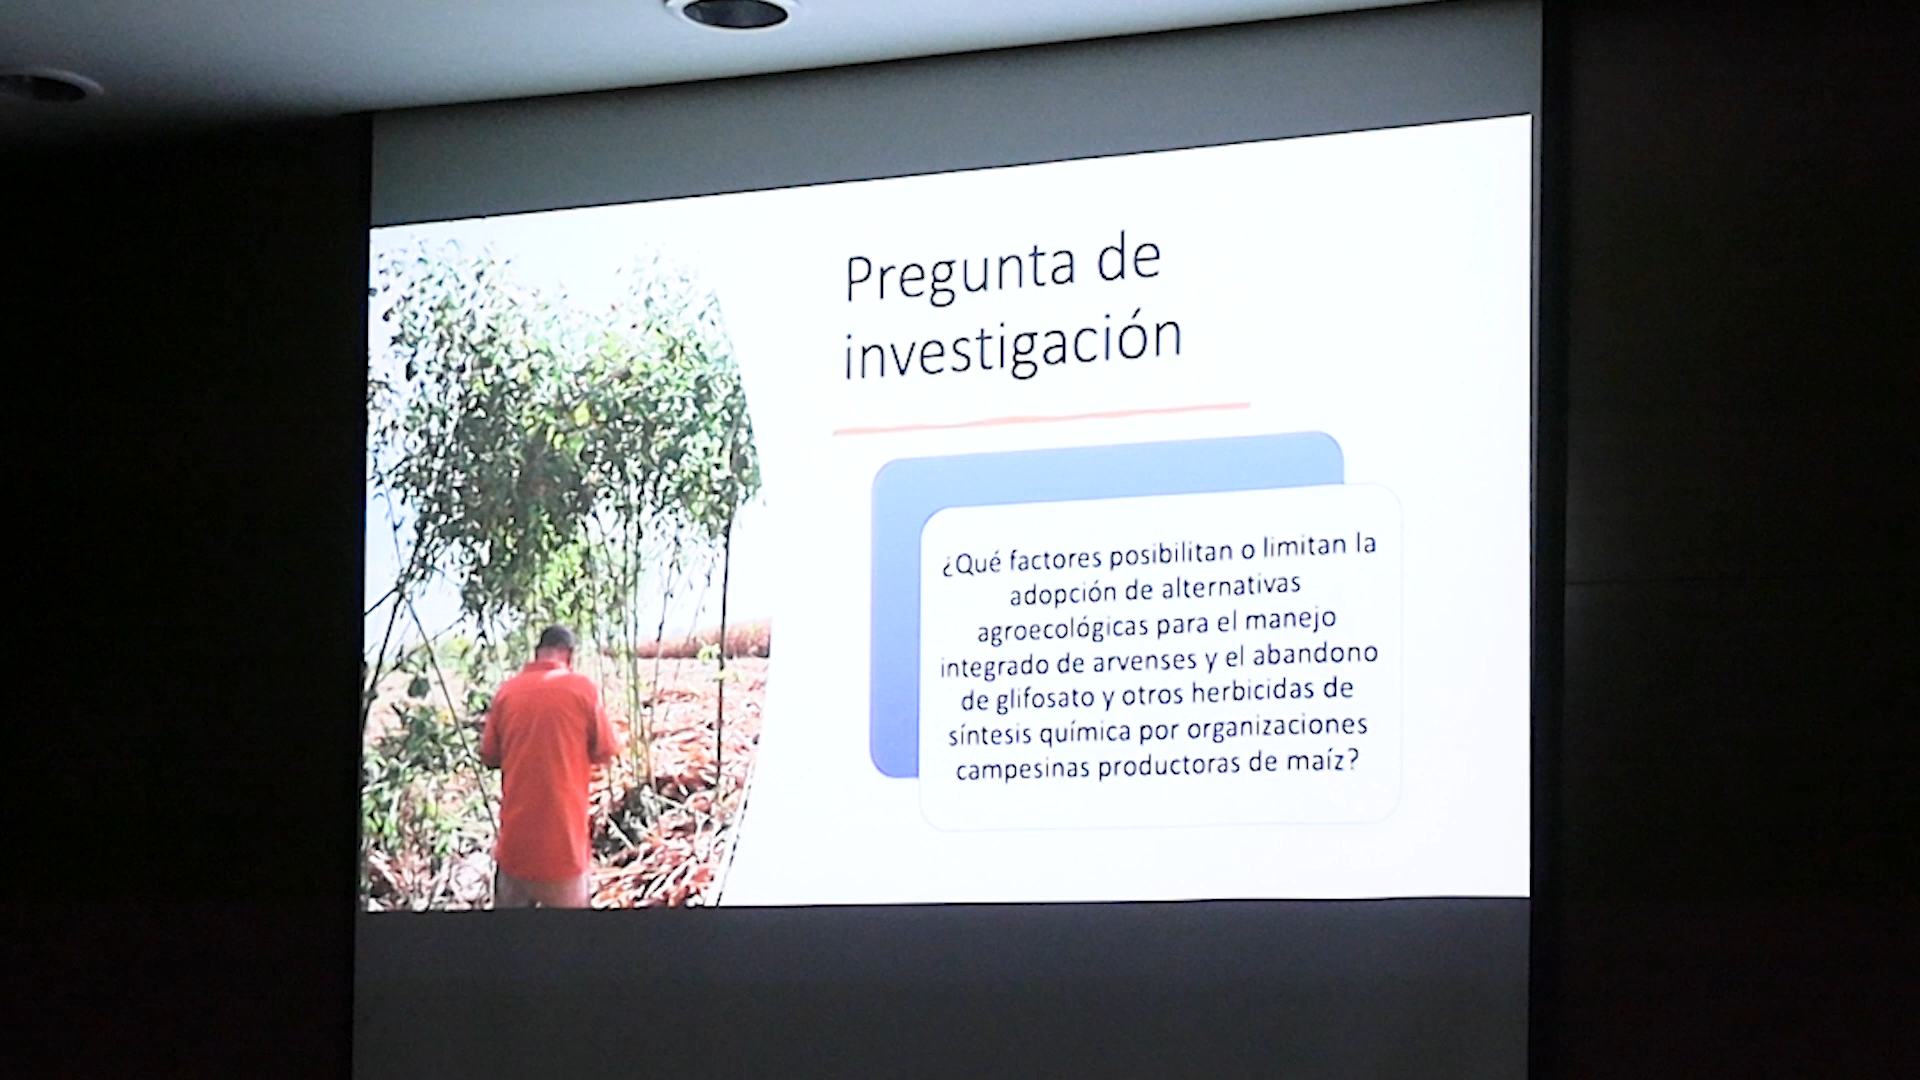 Pregunta de
investigación
¿Qué factores posibilitan o limitan la
adopción de alternativas
agroecológicas para el manejo
integrado de arvenses y el abandono
de glifosato y otros herbicidas de
síntesis química por organizaciones
campesinas productoras de maíz?